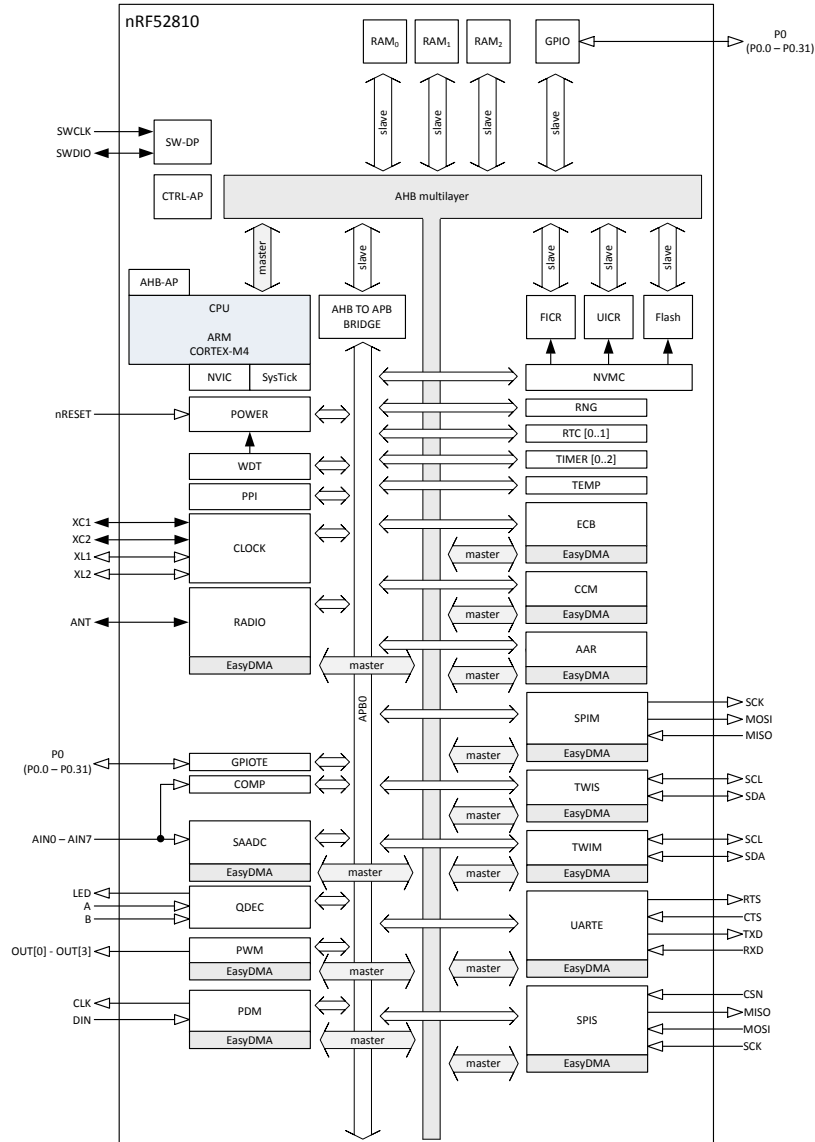 nRF52810
RAM0
RAM1
RAM2
GPIO
P0
(P0.0 – P0.31)
slave
slave
slave
slave
SWCLK
SWDIO
SW-DP
CTRL-AP
AHB multilayer
master
slave
slave
slave
slave
AHB-AP
CPU
ARM
CORTEX-M4
NVIC
SysTick
AHB TO APB
BRIDGE
FICR
UICR
Flash
NVMC
nRESET
POWER
RNG
RTC [0..1]
WDT
TIMER [0..2]
PPI
TEMP
XC1
XC2
XL1
XL2
CLOCK
ECB
master
EasyDMA
ANT
RADIO
EasyDMA
master
CCM
master
EasyDMA
AAR
master
EasyDMA
APB0
SPIM
master
EasyDMA
SCK
MOSI
MISO
P0
(P0.0 – P0.31)
GPIOTE
COMP
TWIS
master
EasyDMA
SCL
SDA
AIN0 – AIN7
SAADC
EasyDMA
master
TWIM
master
EasyDMA
SCL
SDA
LED
A
B
QDEC
UARTE
master
EasyDMA
RTS
CTS
TXD
RXD
OUT[0] - OUT[3]
PWM
EasyDMA
master
CLK
DIN
PDM
EasyDMA
master
SPIS
master
EasyDMA
CSN
MISO
MOSI
SCK